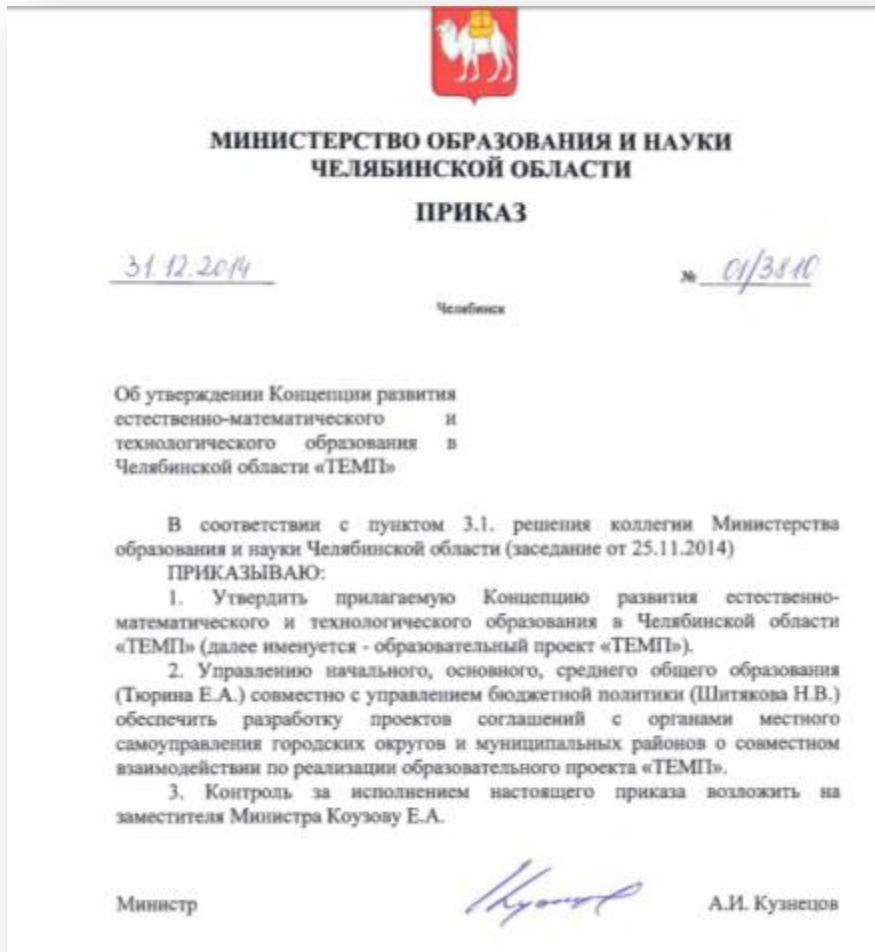 МИНИСТЕРСТВО ОБРАЗОВАНИЯ И НАУКИ
ЧЕЛЯБИНСКОЙ ОБЛАСТИ
ПРИКАЗ
31.12.2014
№ 01/3810
Челябинск
Об утверждении Концепции развития
естественно-математического и
технологического образования в
Челябинской области «ТЕМП»
В соответствии с пунктом 3.1. решения коллегии Министерства
образования и науки Челябинской области (заседание от 25.11.2014)
ПРИКАЗЫВАЮ:
1. Утвердить прилагаемую Концепцию развития естественно-
математического и технологического образования в Челябинской области
«ТЕМП» (далее именуется - образовательный проект «ТЕМП»).
2. Управлению начального, основного, среднего общего образования
(Тюрина Е.А.) совместно с управлением бюджетной политики (Шитякова Н.В.)
обеспечить разработку проектов соглашений с органами местного
самоуправления городских округов и муниципальных районов о совместном
взаимодействии по реализации образовательного проекта «ТЕМП».
3. Контроль за исполнением настоящего приказа возложить на
заместителя Министра Коузову Е.А.
Министр
А.И. Кузнецов